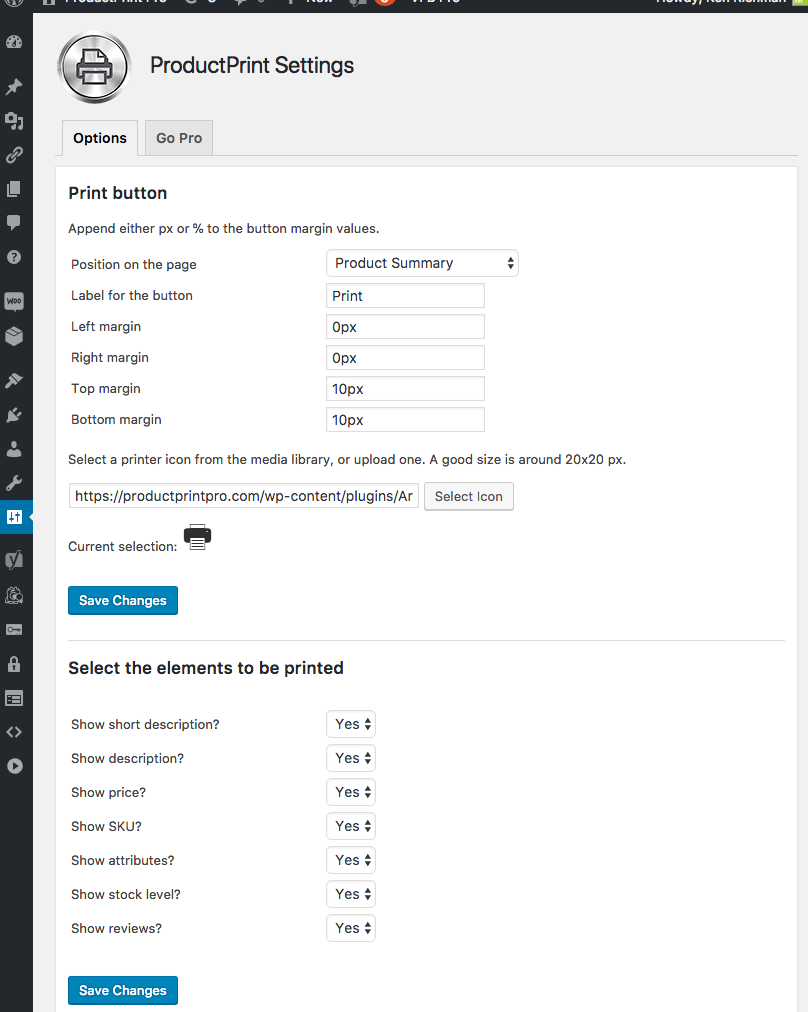 ProductPrint Settings
Options
Go Pro
Print button
Append either px or % to the button margin values.
Position on the page
Product Summary
Label for the button
Print
Left margin
0px
Right margin
0px
Top margin
10px
Bottom margin
10px
Select a printer icon from the media library, or upload one. A good size is around 20x20 px.
https://productprintpro.com/wp-content/plugins/Ar
Select Icon
Current selection:
Save Changes
Select the elements to be printed
Show short description?
Yes
Show description?
Yes
Show price?
Yes
Show SKU?
Yes
Show attributes?
Yes
Show stock level?
Yes
Show reviews?
Yes
Save Changes
WOO